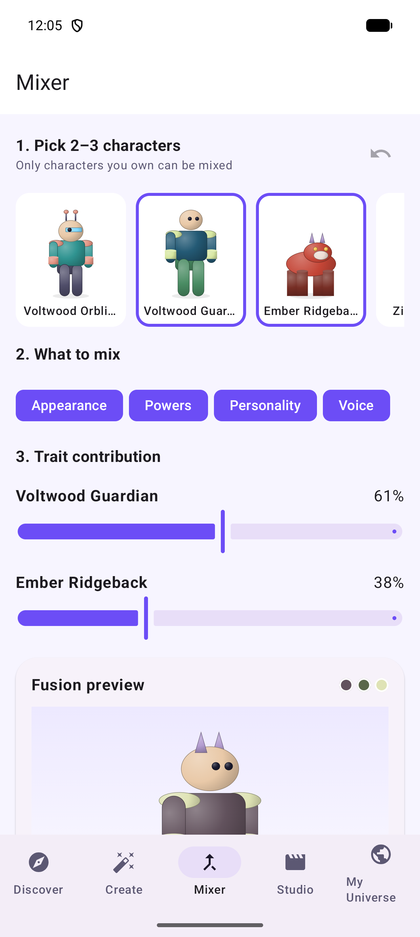 12:05
Mixer
1. Pick 2–3 characters
Only characters you own can be mixed
Voltwood Orbli...
Voltwood Guar...
Ember Ridgeba...
Zi
2. What to mix
Appearance
Powers
Personality
Voice
3. Trait contribution
Voltwood Guardian
61%
Ember Ridgeback
38%
Fusion preview
Discover
Create
Mixer
Studio
My
Universe